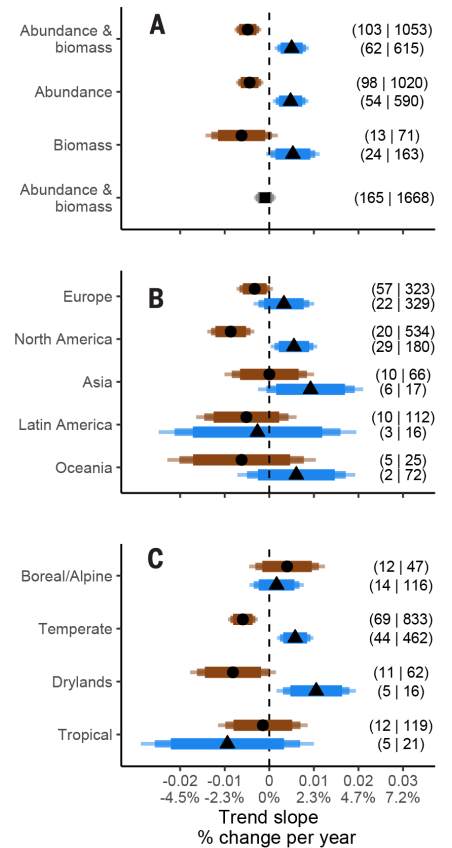 A
Abundance &
biomass
(103 | 1053)
(62 | 615)
Abundance
(98 | 1020)
(54 | 590)
Biomass
(13 | 71)
(24 | 163)
Abundance &
biomass
(165 | 1668)
B
Europe
(57 | 323)
(22 | 329)
North America
(20 | 534)
(29 | 180)
Asia
(10 | 66)
(6 | 17)
Latin America
(10 | 112)
(3 | 16)
Oceania
(5 | 25)
(2 | 72)
C
Boreal/Alpine
(12 | 47)
(14 | 116)
Temperate
(69 | 833)
(44 | 462)
Drylands
(11 | 62)
(5 | 16)
Tropical
(12 | 119)
(5 | 21)
-0.02 -0.01 0 0.01 0.02 0.03
-4.5% -2.3% 0% 2.3% 4.7% 7.2%
Trend slope
% change per year